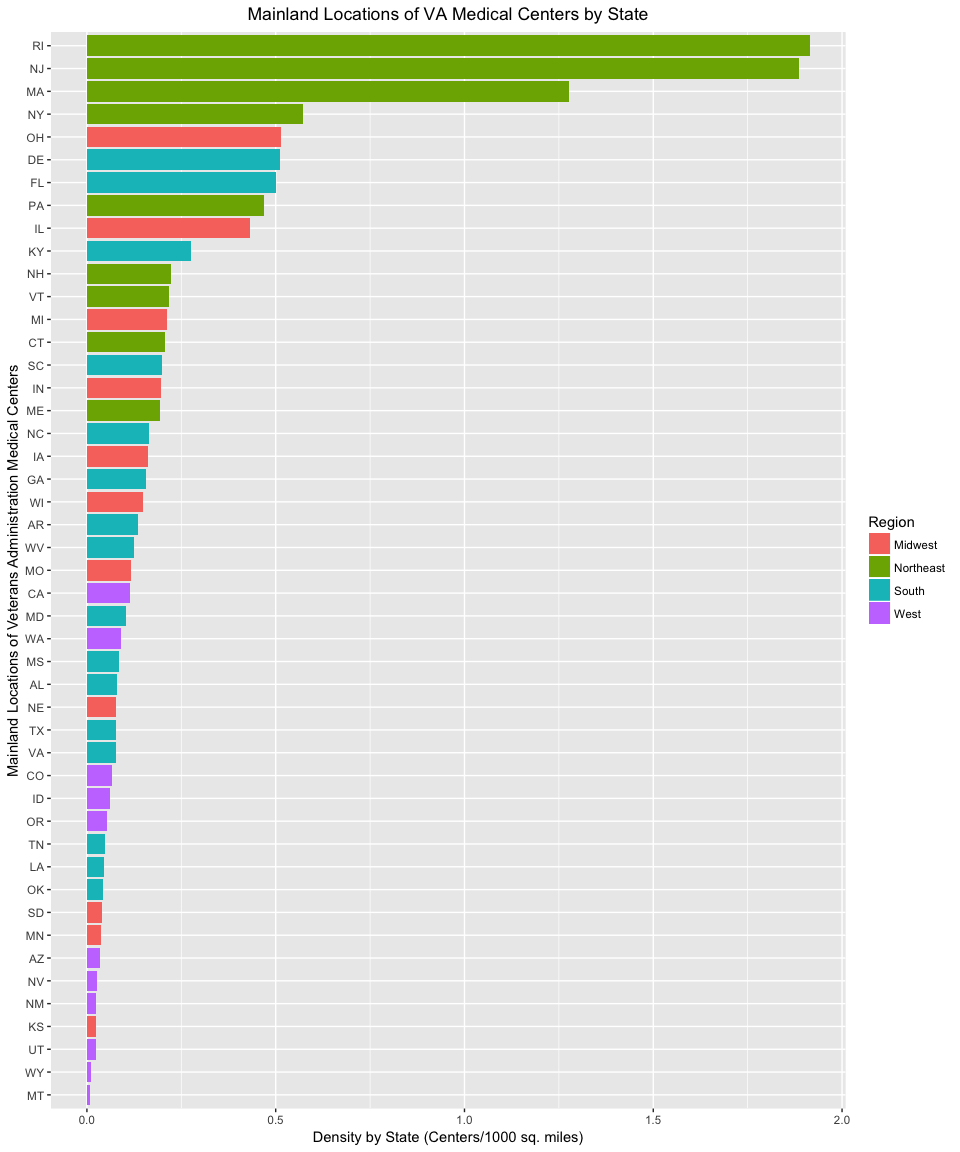 Mainland Locations of VA Medical Centers by State
Mainland Locations of Veterans Administration Medical Centers
RI
NJ
MA
NY
OH
DE
FL
PA
IL
KY
NH
VT
MI
CT
SC
IN
ME
NC
IA
GA
WI
AR
WV
MO
CA
MD
WA
MS
AL
NE
TX
VA
CO
ID
OR
TN
LA
OK
SD
MN
AZ
NV
NM
KS
UT
WY
MT
0.0 0.5 1.0 1.5 2.0
Density by State (Centers/1000 sq. miles)
Region
Midwest
Northeast
South
West